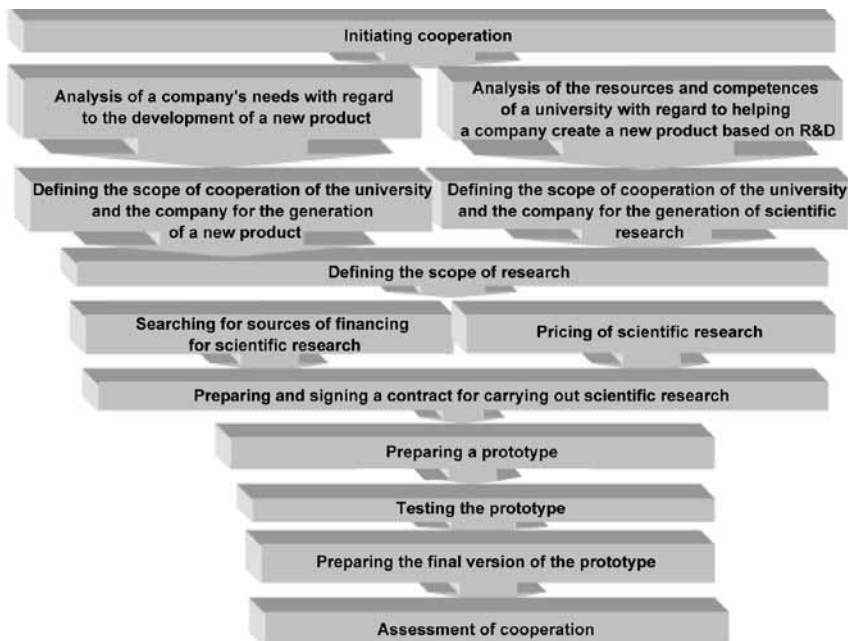 Initiating cooperation
Analysis of a company's needs with regard
to the development of a new product
Analysis of the resources and competences
of a university with regard to helping
a company create a new product based on R&D
Defining the scope of cooperation of the university
and the company for the generation
of a new product
Defining the scope of cooperation of the university
and the company for the generation of scientific
research
Defining the scope of research
Searching for sources of financing
for scientific research
Pricing of scientific research
Preparing and signing a contract for carrying out scientific research
Preparing a prototype
Testing the prototype
Preparing the final version of the prototype
Assessment of cooperation